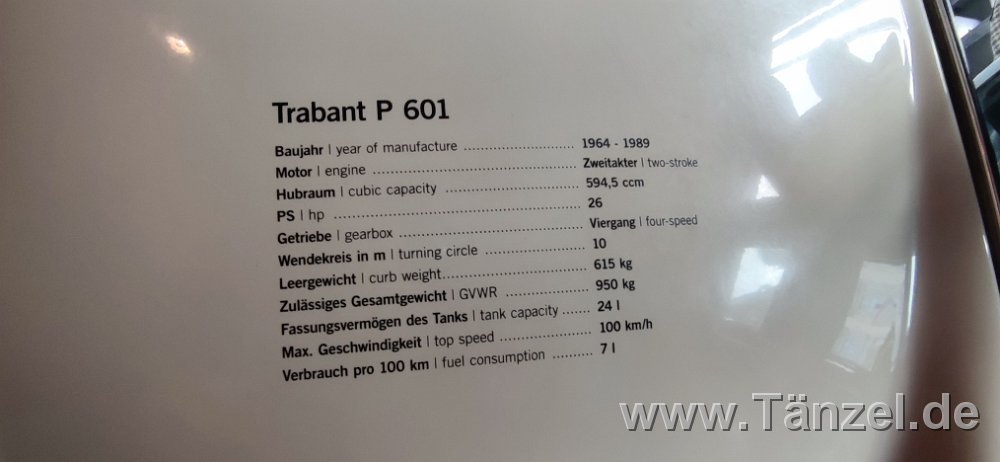 Trabant P 601
Baujahr | year of manufacture .......................... 1964 - 1989
Motor | engine ................................................ Zweitakter | two-stroke
Hubraum | cubic capacity ............................... 594,5 ccm
PS | hp .......................................................... 26
Getriebe | gearbox .......................................... Viergang | four-speed
Wendekreis in m | turning circle ....................... 10
Leergewicht | curb weight................................. 615 kg
Zulässiges Gesamtgewicht | GVWR .................... 950 kg
Fassungsvermögen des Tanks | tank capacity ....... 24 l
Max. Geschwindigkeit | top speed ...................... 100 km/h
Verbrauch pro 100 km | fuel consumption .......... 7 l
www.Tänzel.de